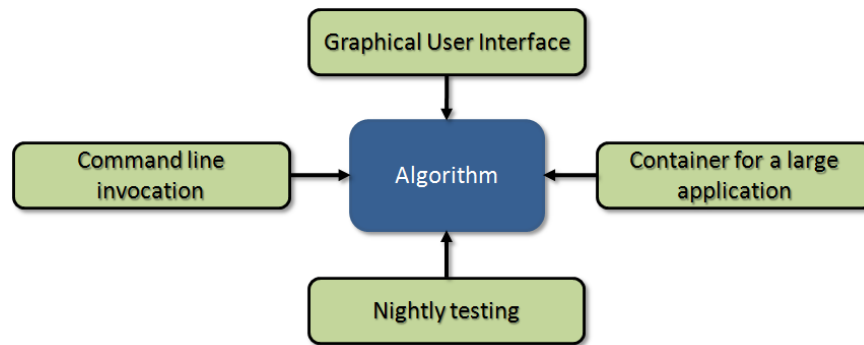 Graphical User Interface
Command line
invocation
Algorithm
Container for a large
application
Nightly testing